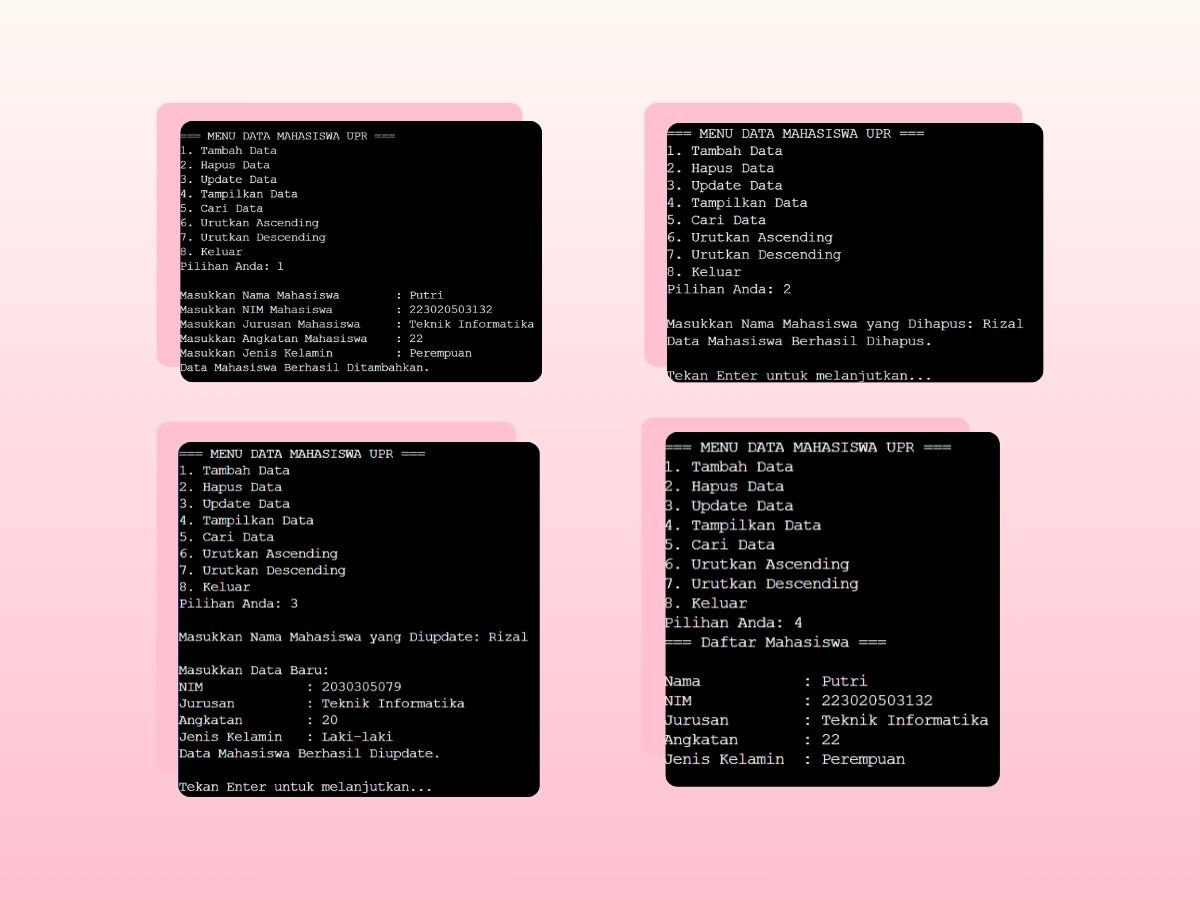 === MENU DATA MAHASISWA UPR ===
1. Tambah Data
2. Hapus Data
3. Update Data
4. Tampilkan Data
5. Cari Data
6. Urutkan Ascending
7. Urutkan Descending
8. Keluar
Pilihan Anda: 1
Masukkan Nama Mahasiswa : Putri
Masukkan NIM Mahasiswa : 223020503132
Masukkan Jurusan Mahasiswa : Teknik Informatika
Masukkan Angkatan Mahasiswa : 22
Masukkan Jenis Kelamin : Perempuan
Data Mahasiswa Berhasil Ditambahkan.
=== MENU DATA MAHASISWA UPR ===
1. Tambah Data
2. Hapus Data
3. Update Data
4. Tampilkan Data
5. Cari Data
6. Urutkan Ascending
7. Urutkan Descending
8. Keluar
Pilihan Anda: 2
Masukkan Nama Mahasiswa yang Dihapus: Rizal
Data Mahasiswa Berhasil Dihapus.
Tekan Enter untuk melanjutkan...
=== MENU DATA MAHASISWA UPR ===
1. Tambah Data
2. Hapus Data
3. Update Data
4. Tampilkan Data
5. Cari Data
6. Urutkan Ascending
7. Urutkan Descending
8. Keluar
Pilihan Anda: 3
Masukkan Nama Mahasiswa yang Diupdate: Rizal
Masukkan Data Baru:
NIM : 2030305079
Jurusan : Teknik Informatika
Angkatan : 20
Jenis Kelamin : Laki-laki
Data Mahasiswa Berhasil Diupdate.
Tekan Enter untuk melanjutkan...
=== MENU DATA MAHASISWA UPR ===
1. Tambah Data
2. Hapus Data
3. Update Data
4. Tampilkan Data
5. Cari Data
6. Urutkan Ascending
7. Urutkan Descending
8. Keluar
Pilihan Anda: 4
=== Daftar Mahasiswa ===
Nama : Putri
NIM : 223020503132
Jurusan : Teknik Informatika
Angkatan : 22
Jenis Kelamin : Perempuan